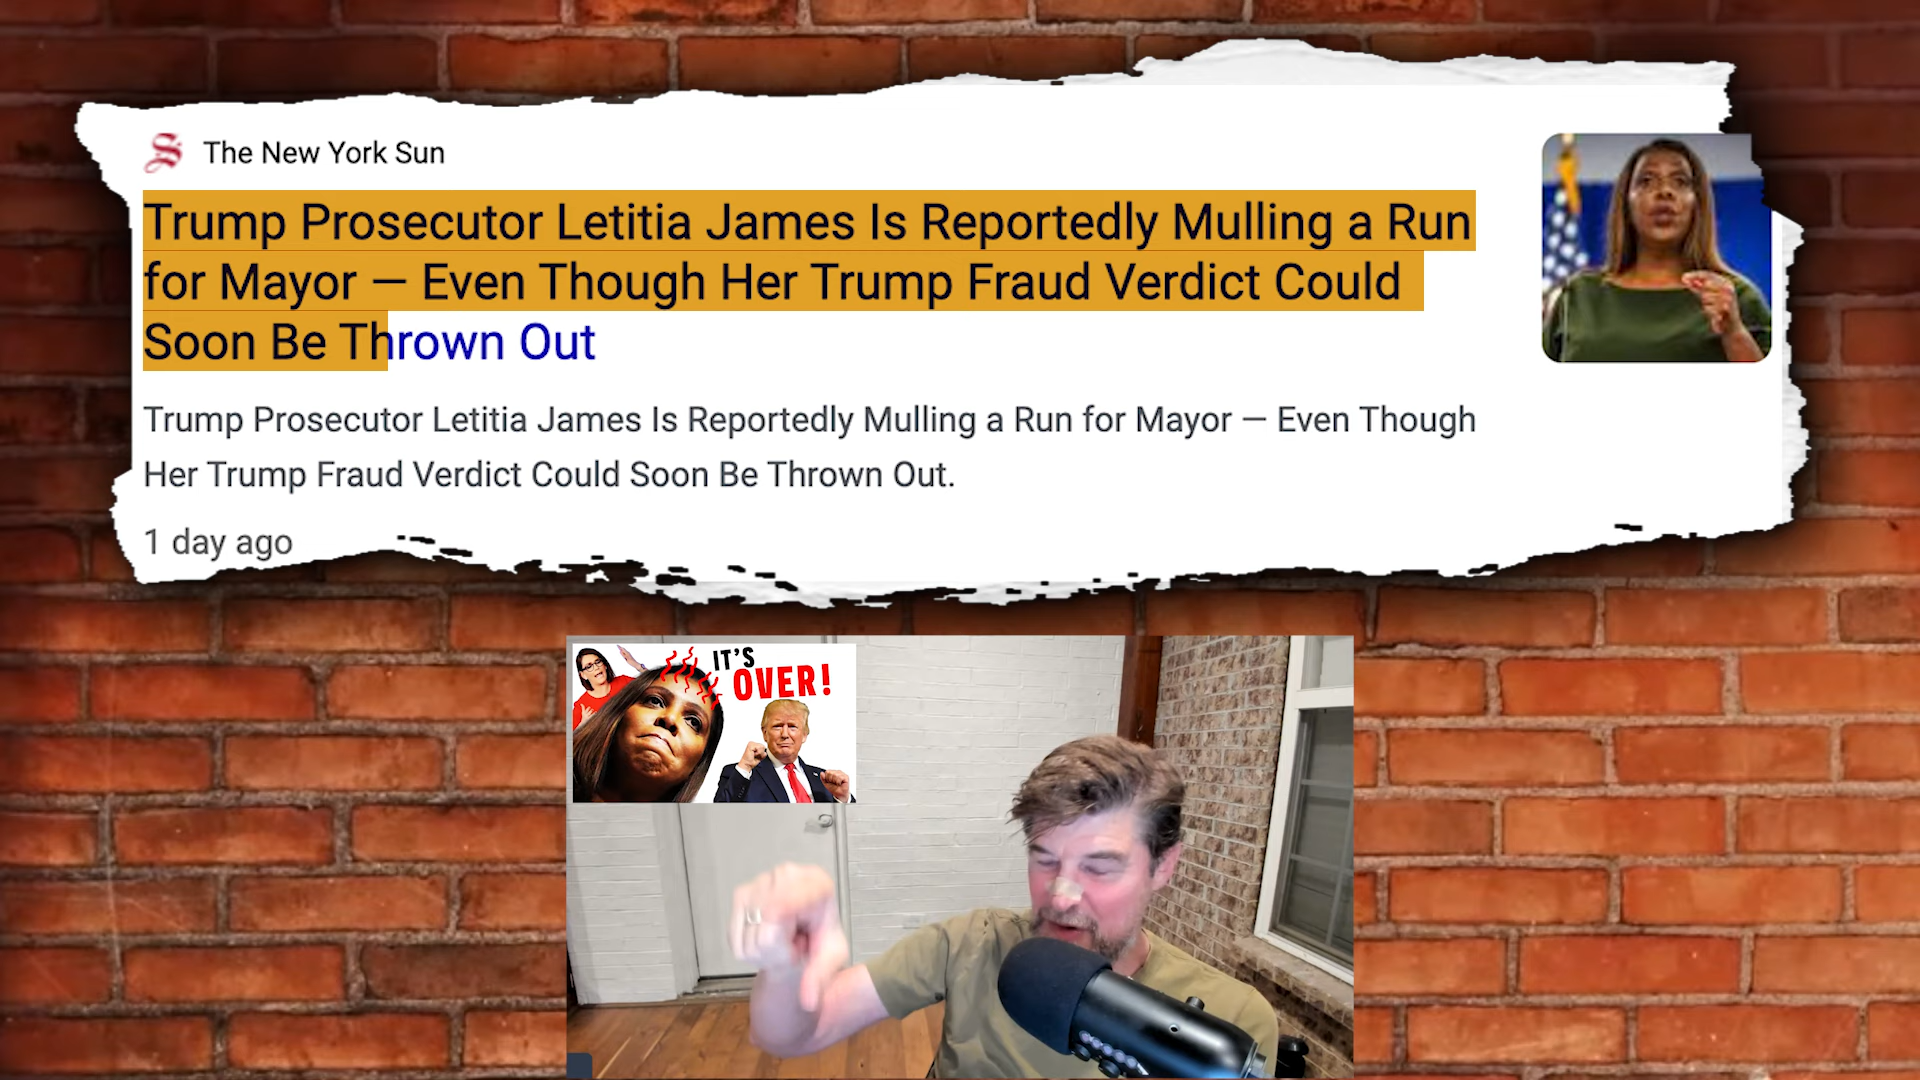 The New York Sun
Trump Prosecutor Letitia James Is Reportedly Mulling a Run
for Mayor — Even Though Her Trump Fraud Verdict Could
Soon Be Thrown Out
Trump Prosecutor Letitia James Is Reportedly Mulling a Run for Mayor — Even Though
Her Trump Fraud Verdict Could Soon Be Thrown Out.
1 day ago
IT'S
OVER!